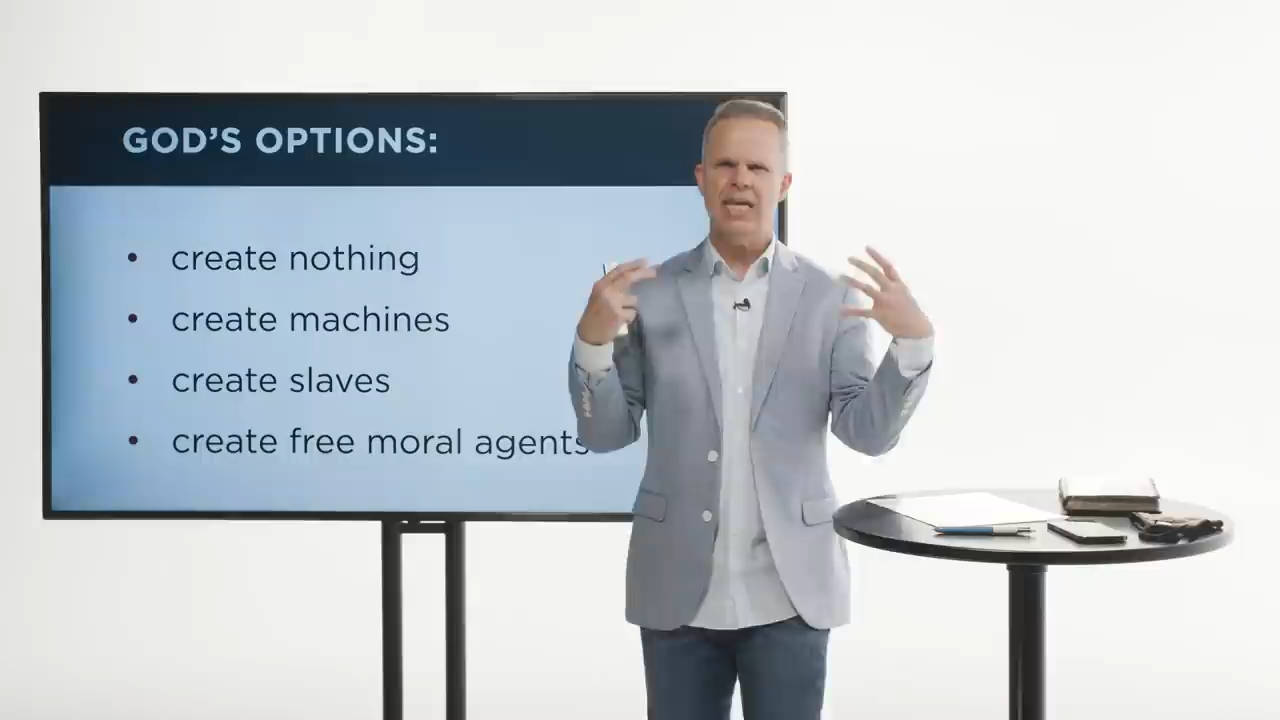 GOD'S OPTIONS:
• create nothing
• create machines
• create slaves
• create free moral agents